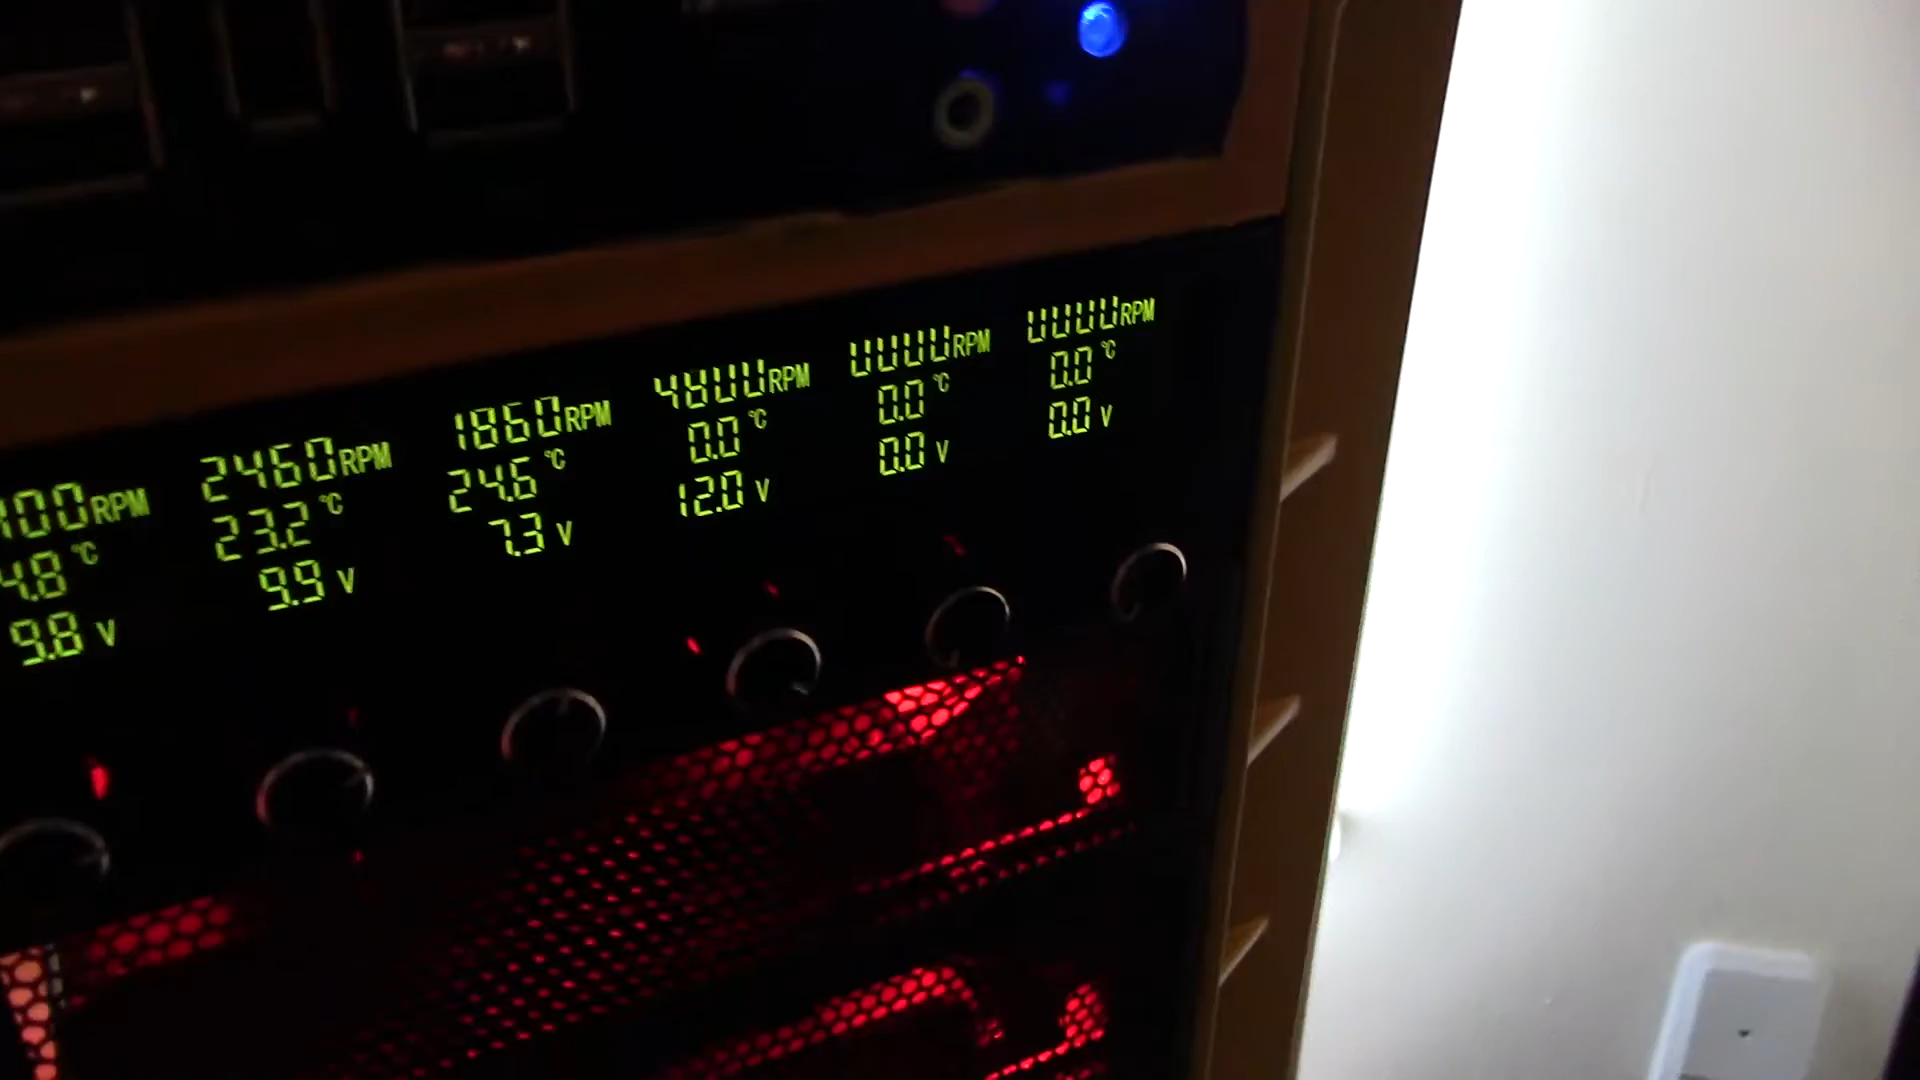 100RPM 2460RPM 1860RPM 4800RPM 0000RPM 0000RPM
4.8 °C 23.2 °C 24.6 °C 0.0 °C 0.0 °C 0.0 °C
9.8 V 9.9 V 7.3 V 12.0 V 0.0 V 0.0 V